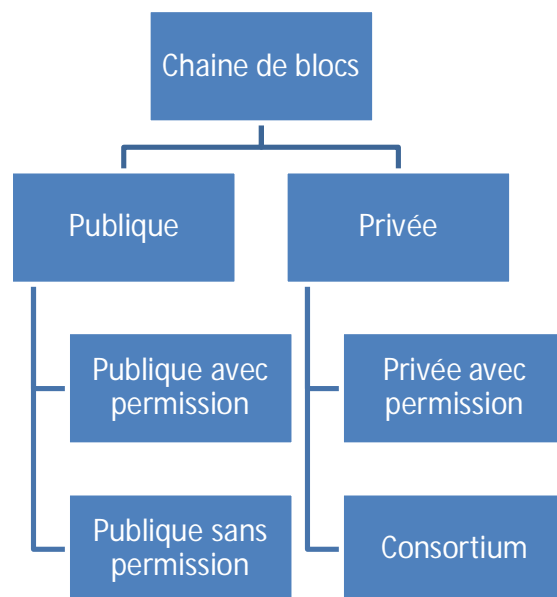 Chaine de blocs
Publique
Privée
Publique avec
permission
Privée avec
permission
Publique sans
permission
Consortium